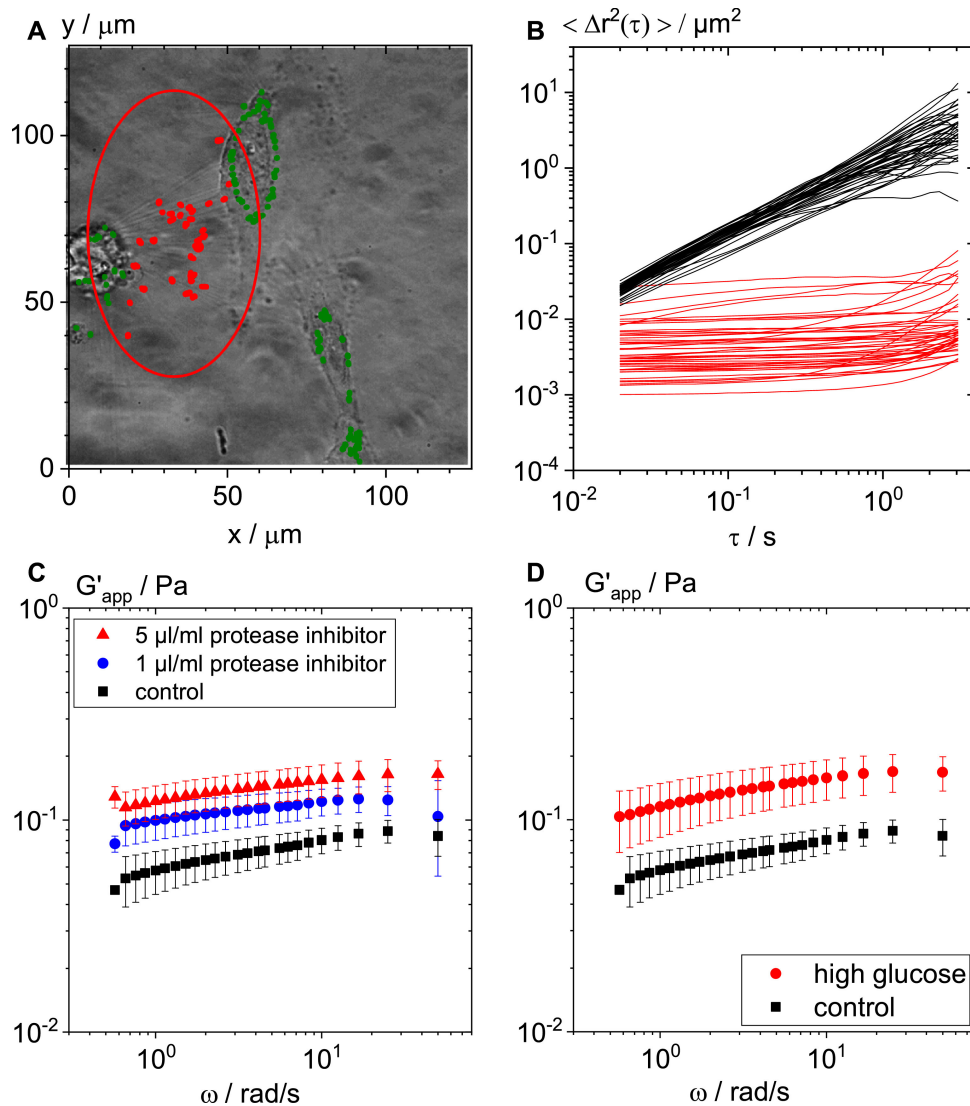 A
y / μm
100
50
0
0
50
100
x / μm
B
< Δr²(τ) > / μm²
10¹
10⁰
10⁻¹
10⁻²
10⁻³
10⁻⁴
10⁻²
10⁻¹
10⁰
τ / s
C
G'app / Pa
10⁰
5 μl/ml protease inhibitor
1 μl/ml protease inhibitor
control
10⁻¹
10⁻²
10⁰
10¹
ω / rad/s
D
G'app / Pa
10⁰
10⁻¹
high glucose
control
10⁻²
10⁰
10¹
ω / rad/s